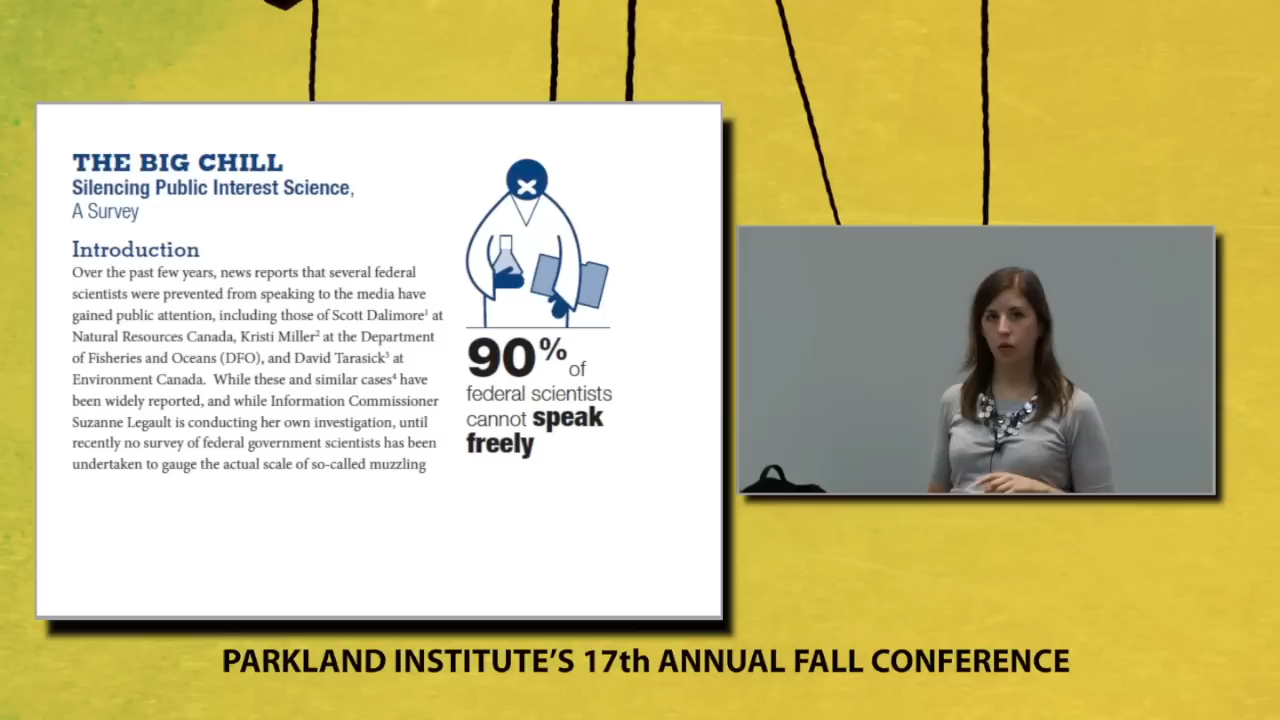 THE BIG CHILL
Silencing Public Interest Science,
A Survey
Introduction
Over the past few years, news reports that several federal
scientists were prevented from speaking to the media have
gained public attention, including those of Scott Dalimore¹ at
Natural Resources Canada, Kristi Miller² at the Department
of Fisheries and Oceans (DFO), and David Tarasick³ at
Environment Canada.  While these and similar cases⁴ have
been widely reported, and while Information Commissioner
Suzanne Legault is conducting her own investigation, until
recently no survey of federal government scientists has been
undertaken to gauge the actual scale of so-called muzzling
90% of
federal scientists
cannot speak
freely
PARKLAND INSTITUTE'S 17th ANNUAL FALL CONFERENCE